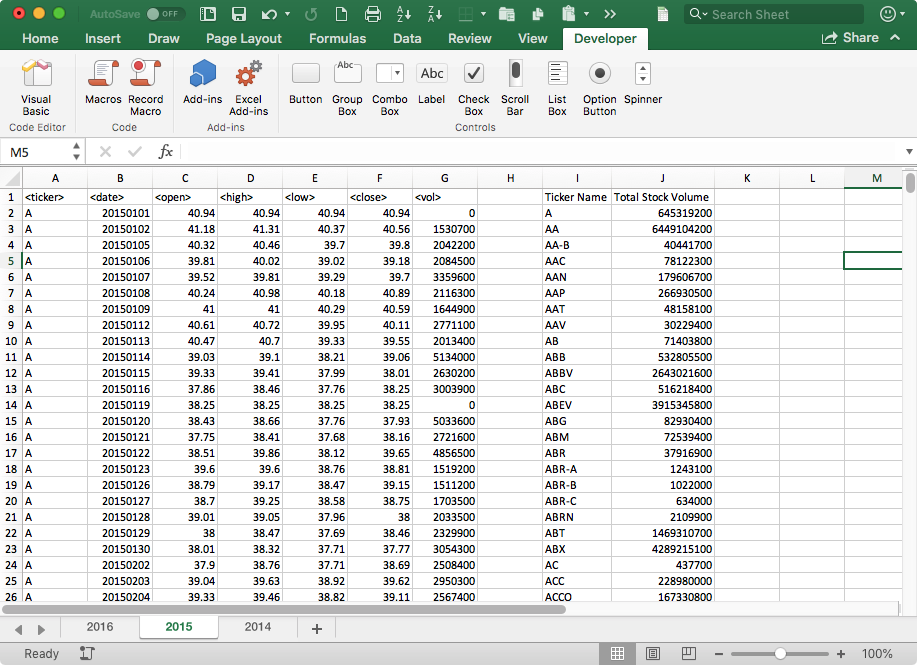 AutoSave OFF Search Sheet
Home Insert Draw Page Layout Formulas Data Review View Developer Share
Abc Abc
Visual Basic Macros Record Macro Add-ins Excel Add-ins Button Group Box Combo Box Label Check Box Scroll Bar List Box Option Button Spinner
Code Editor Code Add-ins Controls
M5 fx
A B C D E F G H I J K L M
1 <ticker> <date> <open> <high> <low> <close> <vol> Ticker Name Total Stock Volume
2 A 20150101 40.94 40.94 40.94 40.94 0 A 645319200
3 A 20150102 41.18 41.31 40.37 40.56 1530700 AA 6449104200
4 A 20150105 40.32 40.46 39.7 39.8 2042200 AA-B 40441700
5 A 20150106 39.81 40.02 39.02 39.18 2084500 AAC 78122300
6 A 20150107 39.52 39.81 39.29 39.7 3359600 AAN 179606700
7 A 20150108 40.24 40.98 40.18 40.89 2116300 AAP 266930500
8 A 20150109 41 41 40.29 40.59 1644900 AAT 48158100
9 A 20150112 40.61 40.72 39.95 40.11 2771100 AAV 30229400
10 A 20150113 40.47 40.7 39.33 39.55 2013400 AB 71403800
11 A 20150114 39.03 39.1 38.21 39.06 5134000 ABB 532805500
12 A 20150115 39.33 39.41 37.99 38.01 2630200 ABBV 2643021600
13 A 20150116 37.86 38.46 37.76 38.25 3003900 ABC 516218400
14 A 20150119 38.25 38.25 38.25 38.25 0 ABEV 3915345800
15 A 20150120 38.43 38.66 37.76 37.93 5033600 ABG 82930400
16 A 20150121 37.75 38.41 37.68 38.16 2721600 ABM 72539400
17 A 20150122 38.51 39.86 38.12 39.65 4856500 ABR 37916900
18 A 20150123 39.6 39.6 38.76 38.81 1519200 ABR-A 1243100
19 A 20150126 38.79 39.17 38.47 39.15 1511200 ABR-B 1022000
20 A 20150127 38.7 39.25 38.58 38.75 1703500 ABR-C 634000
21 A 20150128 39.01 39.05 37.96 38 2033500 ABRN 2109900
22 A 20150129 38 38.47 37.69 38.46 2329900 ABT 1469310700
23 A 20150130 38.01 38.32 37.71 37.77 3054300 ABX 4289215100
24 A 20150202 37.9 38.76 37.71 38.69 2508400 AC 437700
25 A 20150203 39.04 39.63 38.92 39.62 2950300 ACC 228980000
26 A 20150204 39.33 39.46 38.82 39.11 2567400 ACCO 167330800
2016 2015 2014 +
Ready 100%